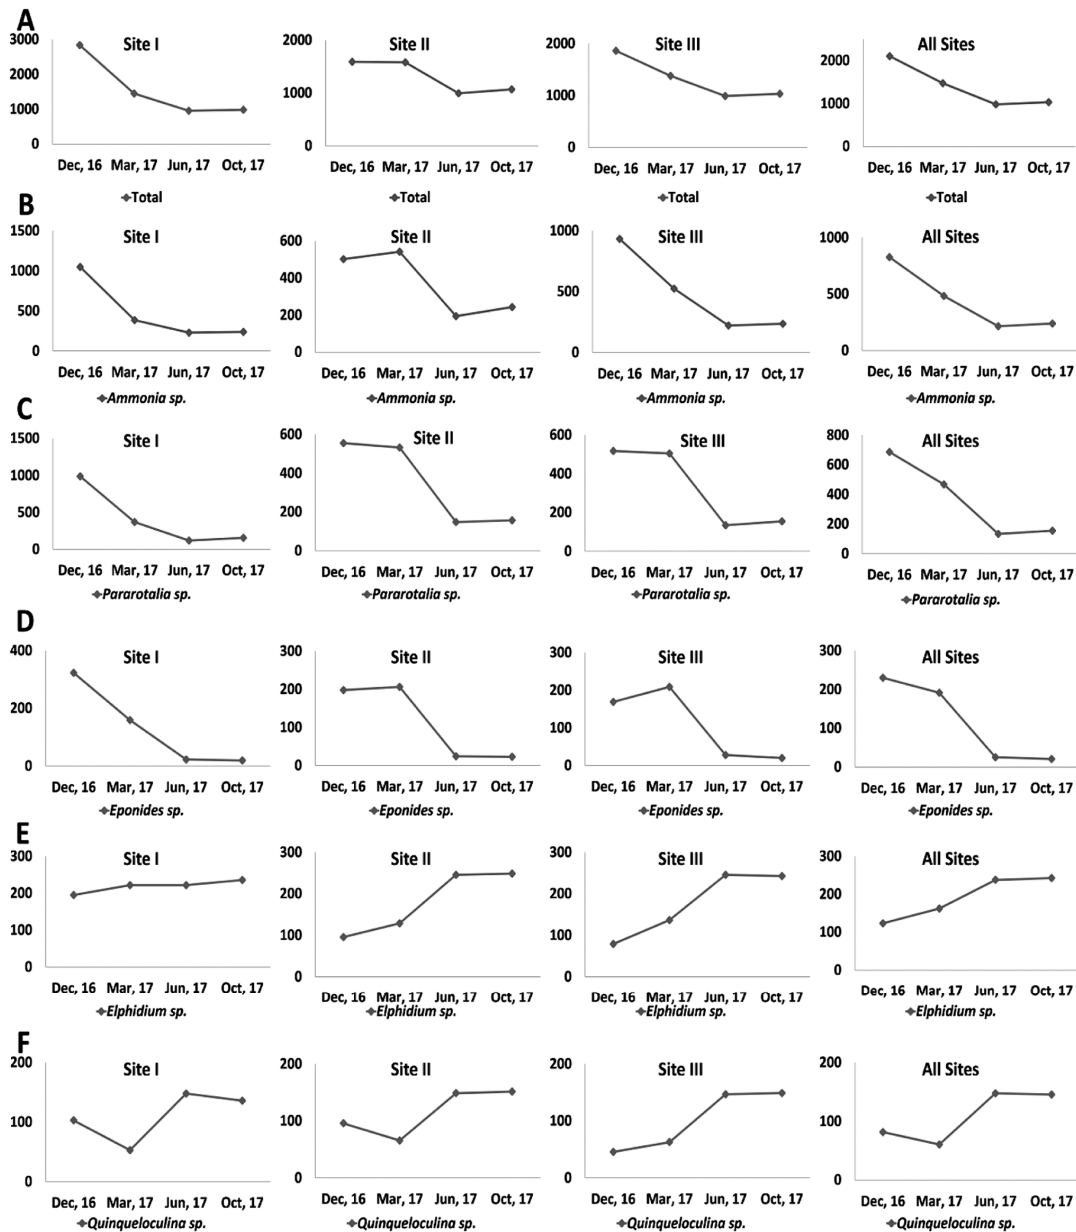 A
Site I
3000
2000
1000
0
Dec, 16 Mar, 17 Jun, 17 Oct, 17
Total
Site II
2000
1000
0
Dec, 16 Mar, 17 Jun, 17 Oct, 17
Total
Site III
2000
1000
0
Dec, 16 Mar, 17 Jun, 17 Oct, 17
Total
All Sites
2000
1000
0
Dec, 16 Mar, 17 Jun, 17 Oct, 17
Total
B
Site I
1500
1000
500
0
Dec, 16 Mar, 17 Jun, 17 Oct, 17
Ammonia sp.
Site II
600
400
200
0
Dec, 16 Mar, 17 Jun, 17 Oct, 17
Ammonia sp.
Site III
1000
500
0
Dec, 16 Mar, 17 Jun, 17 Oct, 17
Ammonia sp.
All Sites
1000
500
0
Dec, 16 Mar, 17 Jun, 17 Oct, 17
Ammonia sp.
C
Site I
1500
1000
500
0
Dec, 16 Mar, 17 Jun, 17 Oct, 17
Pararotalia sp.
Site II
600
400
200
0
Dec, 16 Mar, 17 Jun, 17 Oct, 17
Pararotalia sp.
Site III
600
400
200
0
Dec, 16 Mar, 17 Jun, 17 Oct, 17
Pararotalia sp.
All Sites
800
600
400
200
0
Dec, 16 Mar, 17 Jun, 17 Oct, 17
Pararotalia sp.
D
Site I
400
200
0
Dec, 16 Mar, 17 Jun, 17 Oct, 17
Eponides sp.
Site II
300
200
100
0
Dec, 16 Mar, 17 Jun, 17 Oct, 17
Eponides sp.
Site III
300
200
100
0
Dec, 16 Mar, 17 Jun, 17 Oct, 17
Eponides sp.
All Sites
300
200
100
0
Dec, 16 Mar, 17 Jun, 17 Oct, 17
Eponides sp.
E
Site I
300
200
100
0
Dec, 16 Mar, 17 Jun, 17 Oct, 17
Elphidium sp.
Site II
300
200
100
0
Dec, 16 Mar, 17 Jun, 17 Oct, 17
Elphidium sp.
Site III
300
200
100
0
Dec, 16 Mar, 17 Jun, 17 Oct, 17
Elphidium sp.
All Sites
300
200
100
0
Dec, 16 Mar, 17 Jun, 17 Oct, 17
Elphidium sp.
F
Site I
200
100
0
Dec, 16 Mar, 17 Jun, 17 Oct, 17
Quinqueloculina sp.
Site II
200
100
0
Dec, 16 Mar, 17 Jun, 17 Oct, 17
Quinqueloculina sp.
Site III
200
100
0
Dec, 16 Mar, 17 Jun, 17 Oct, 17
Quinqueloculina sp.
All Sites
200
100
0
Dec, 16 Mar, 17 Jun, 17 Oct, 17
Quinqueloculina sp.